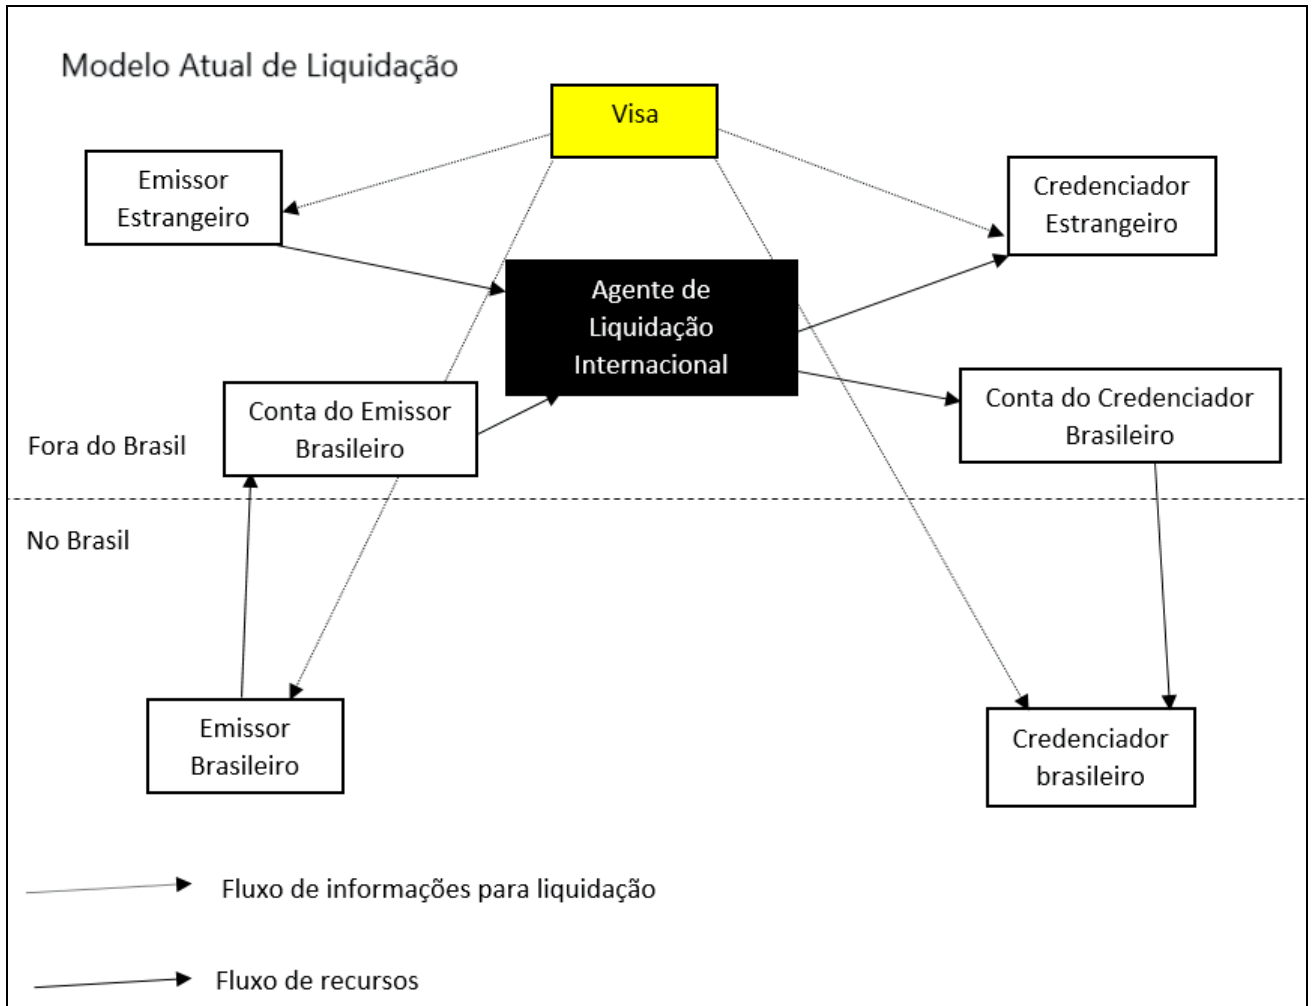 Modelo Atual de Liquidação
Visa
Emissor
Estrangeiro
Credenciador
Estrangeiro
Agente de
Liquidação
Internacional
Conta do Emissor
Brasileiro
Conta do Credenciador
Brasileiro
Fora do Brasil
No Brasil
Emissor
Brasileiro
Credenciador
brasileiro
Fluxo de informações para liquidação
Fluxo de recursos